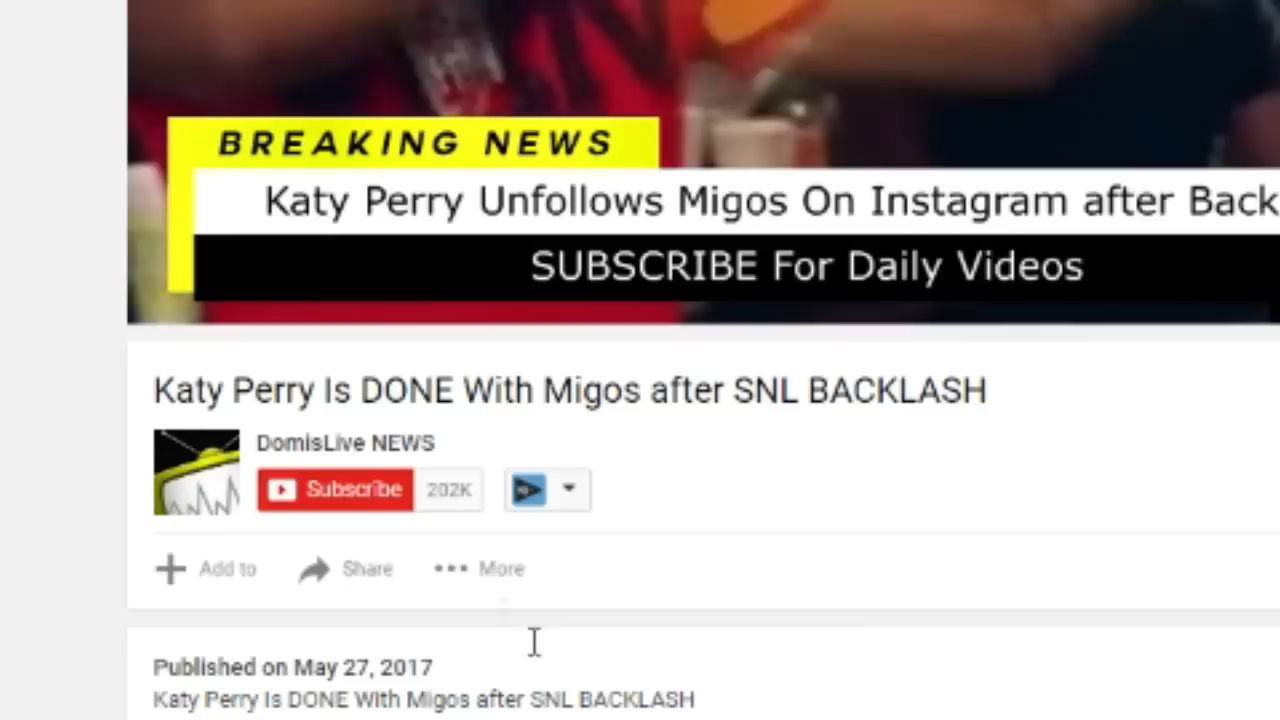 BREAKING NEWS
Katy Perry Unfollows Migos On Instagram after Back
SUBSCRIBE For Daily Videos
Katy Perry Is DONE With Migos after SNL BACKLASH
DomisLive NEWS
Subscribe 202K
Add to Share More
Published on May 27, 2017
Katy Perry Is DONE With Migos after SNL BACKLASH